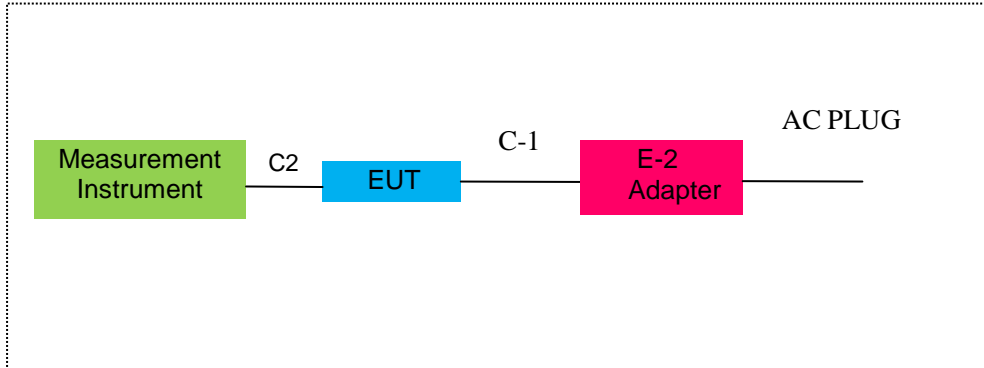 Measurement
Instrument
C2
EUT
C-1
E-2
Adapter
AC PLUG